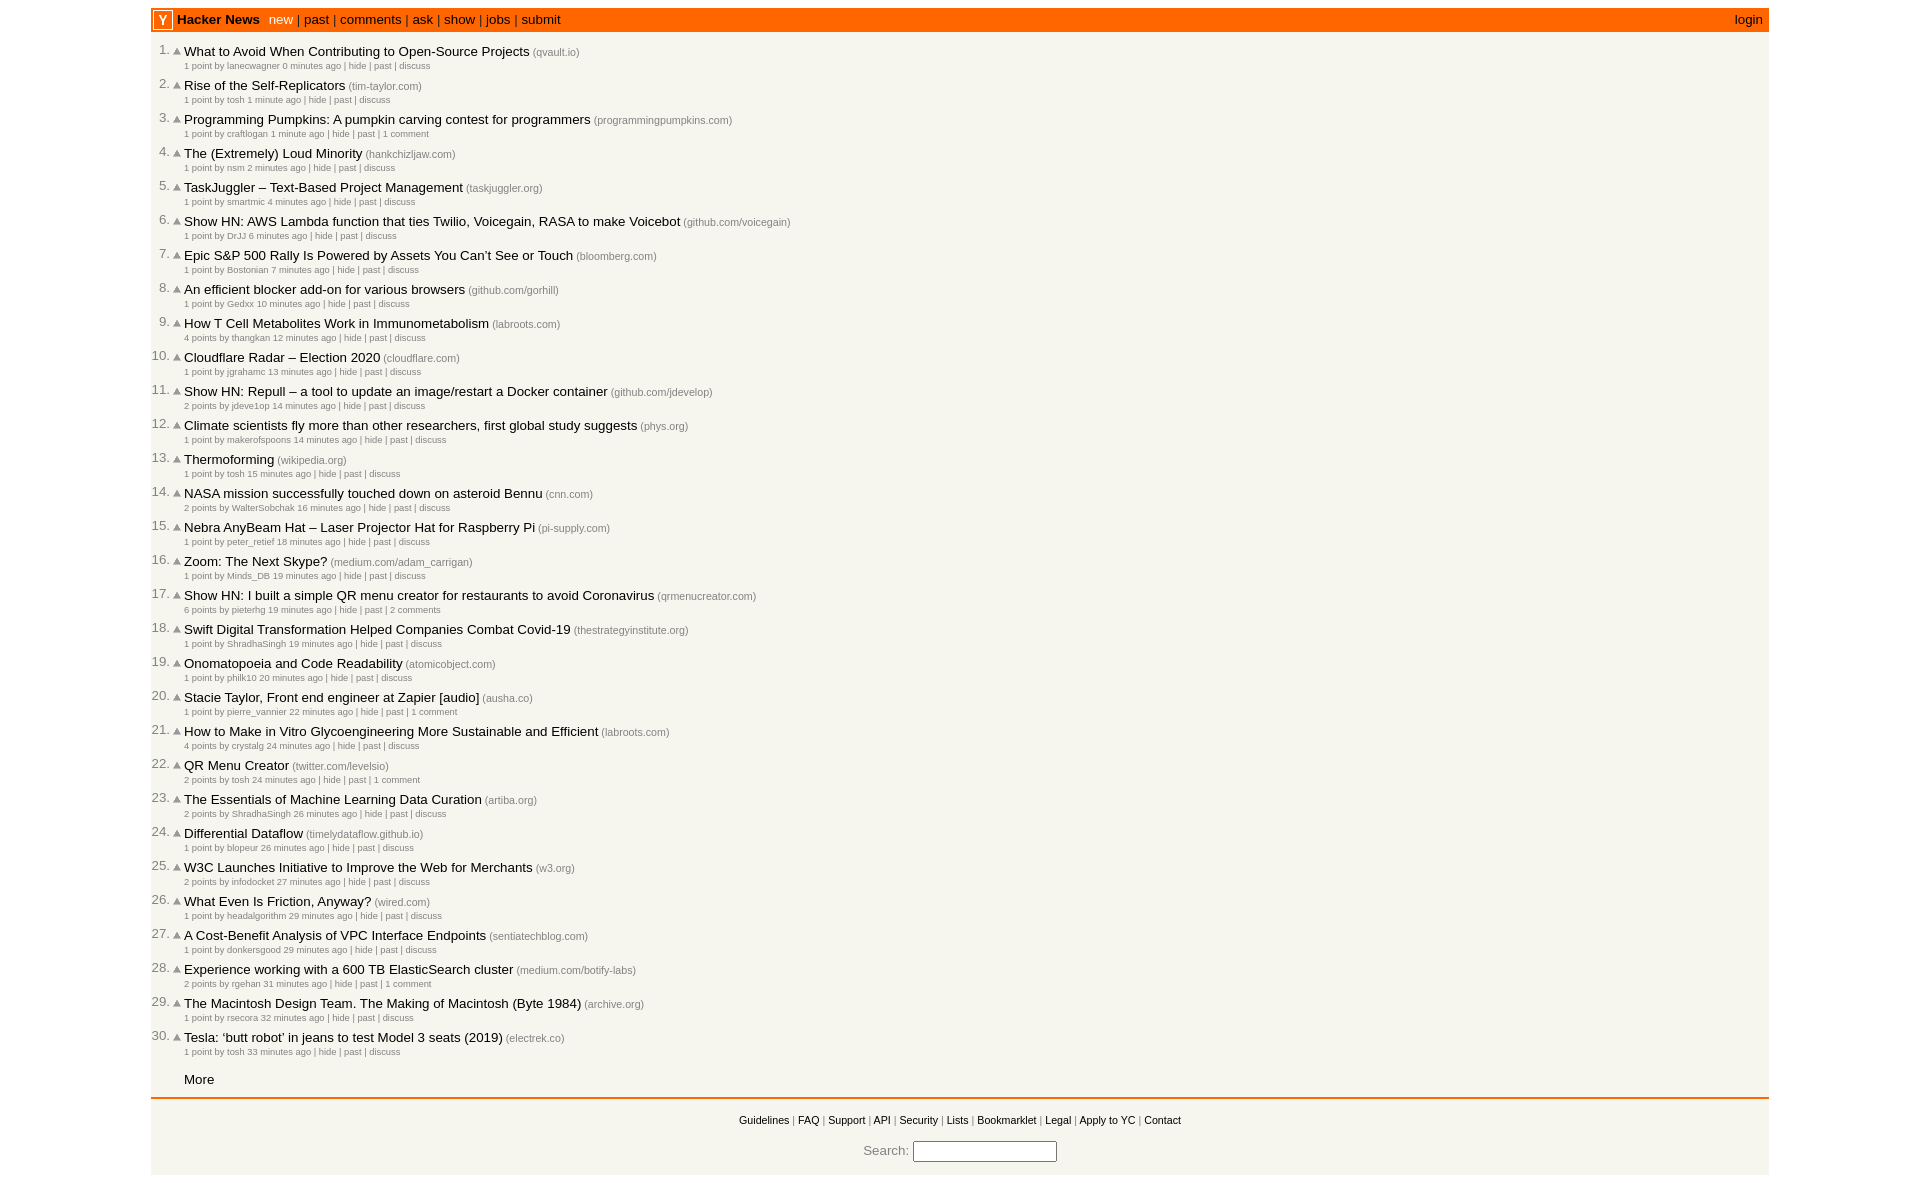 Y Hacker News new | past | comments | ask | show | jobs | submit login
1. What to Avoid When Contributing to Open-Source Projects (qvault.io)
1 point by lanecwagner 0 minutes ago | hide | past | discuss
2. Rise of the Self-Replicators (tim-taylor.com)
1 point by tosh 1 minute ago | hide | past | discuss
3. Programming Pumpkins: A pumpkin carving contest for programmers (programmingpumpkins.com)
1 point by craftlogan 1 minute ago | hide | past | 1 comment
4. The (Extremely) Loud Minority (hankchizljaw.com)
1 point by nsm 2 minutes ago | hide | past | discuss
5. TaskJuggler – Text-Based Project Management (taskjuggler.org)
1 point by smartmic 4 minutes ago | hide | past | discuss
6. Show HN: AWS Lambda function that ties Twilio, Voicegain, RASA to make Voicebot (github.com/voicegain)
1 point by DrJJ 6 minutes ago | hide | past | discuss
7. Epic S&P 500 Rally Is Powered by Assets You Can’t See or Touch (bloomberg.com)
1 point by Bostonian 7 minutes ago | hide | past | discuss
8. An efficient blocker add-on for various browsers (github.com/gorhill)
1 point by Gedxx 10 minutes ago | hide | past | discuss
9. How T Cell Metabolites Work in Immunometabolism (labroots.com)
4 points by thangkan 12 minutes ago | hide | past | discuss
10. Cloudflare Radar – Election 2020 (cloudflare.com)
1 point by jgrahamc 13 minutes ago | hide | past | discuss
11. Show HN: Repull – a tool to update an image/restart a Docker container (github.com/jdevelop)
2 points by jdeve1op 14 minutes ago | hide | past | discuss
12. Climate scientists fly more than other researchers, first global study suggests (phys.org)
1 point by makerofspoons 14 minutes ago | hide | past | discuss
13. Thermoforming (wikipedia.org)
1 point by tosh 15 minutes ago | hide | past | discuss
14. NASA mission successfully touched down on asteroid Bennu (cnn.com)
2 points by WalterSobchak 16 minutes ago | hide | past | discuss
15. Nebra AnyBeam Hat – Laser Projector Hat for Raspberry Pi (pi-supply.com)
1 point by peter_retief 18 minutes ago | hide | past | discuss
16. Zoom: The Next Skype? (medium.com/adam_carrigan)
1 point by Minds_DB 19 minutes ago | hide | past | discuss
17. Show HN: I built a simple QR menu creator for restaurants to avoid Coronavirus (qrmenucreator.com)
6 points by pieterhg 19 minutes ago | hide | past | 2 comments
18. Swift Digital Transformation Helped Companies Combat Covid-19 (thestrategyinstitute.org)
1 point by ShradhaSingh 19 minutes ago | hide | past | discuss
19. Onomatopoeia and Code Readability (atomicobject.com)
1 point by philk10 20 minutes ago | hide | past | discuss
20. Stacie Taylor, Front end engineer at Zapier [audio] (ausha.co)
1 point by pierre_vannier 22 minutes ago | hide | past | 1 comment
21. How to Make in Vitro Glycoengineering More Sustainable and Efficient (labroots.com)
4 points by crystalg 24 minutes ago | hide | past | discuss
22. QR Menu Creator (twitter.com/levelsio)
2 points by tosh 24 minutes ago | hide | past | 1 comment
23. The Essentials of Machine Learning Data Curation (artiba.org)
2 points by ShradhaSingh 26 minutes ago | hide | past | discuss
24. Differential Dataflow (timelydataflow.github.io)
1 point by blopeur 26 minutes ago | hide | past | discuss
25. W3C Launches Initiative to Improve the Web for Merchants (w3.org)
2 points by infodocket 27 minutes ago | hide | past | discuss
26. What Even Is Friction, Anyway? (wired.com)
1 point by headalgorithm 29 minutes ago | hide | past | discuss
27. A Cost-Benefit Analysis of VPC Interface Endpoints (sentiatechblog.com)
1 point by donkersgood 29 minutes ago | hide | past | discuss
28. Experience working with a 600 TB ElasticSearch cluster (medium.com/botify-labs)
2 points by rgehan 31 minutes ago | hide | past | 1 comment
29. The Macintosh Design Team. The Making of Macintosh (Byte 1984) (archive.org)
1 point by rsecora 32 minutes ago | hide | past | discuss
30. Tesla: ‘butt robot’ in jeans to test Model 3 seats (2019) (electrek.co)
1 point by tosh 33 minutes ago | hide | past | discuss
More
Guidelines | FAQ | Support | API | Security | Lists | Bookmarklet | Legal | Apply to YC | Contact
Search: